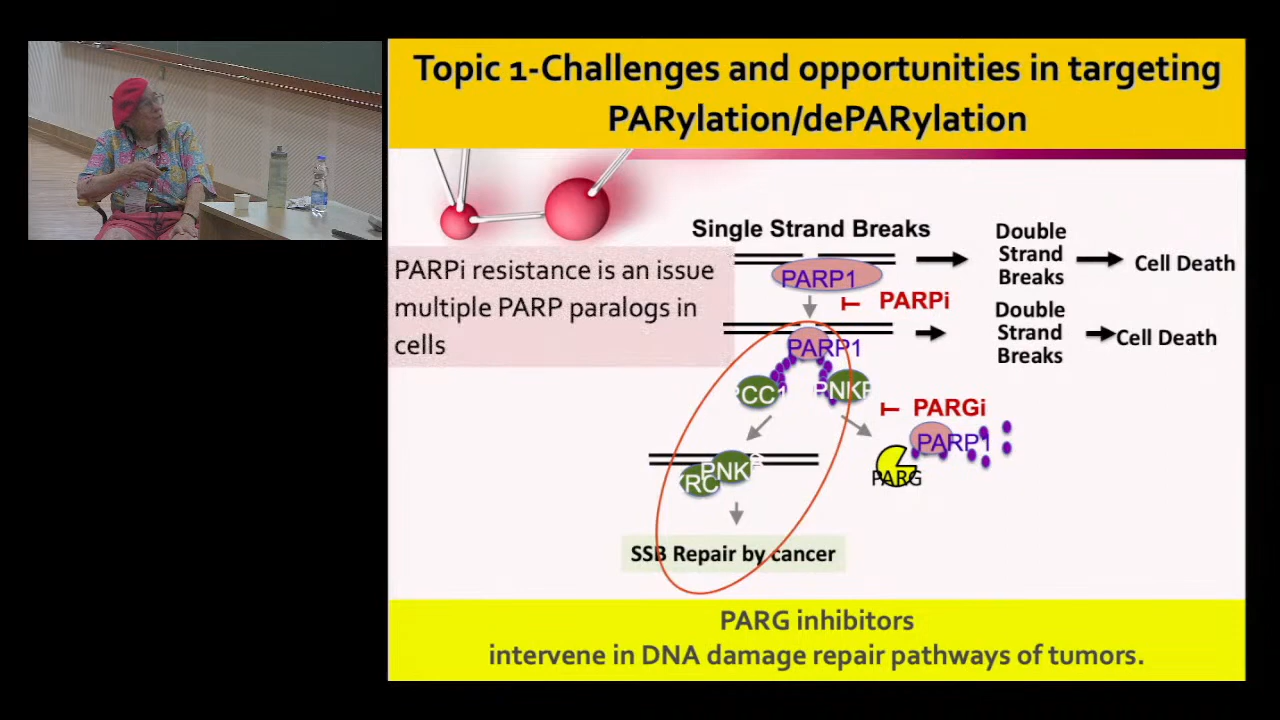 Topic 1-Challenges and opportunities in targeting
PARylation/dePARylation
PARPi resistance is an issue
multiple PARP paralogs in
cells
Single Strand Breaks
Double
Strand
Breaks
Cell Death
PARP1
PARPi
Double
Strand
Breaks
Cell Death
PARP1
PNKP
PARGi
PARP1
PARG
PNK
SSB Repair by cancer
PARG inhibitors
intervene in DNA damage repair pathways of tumors.